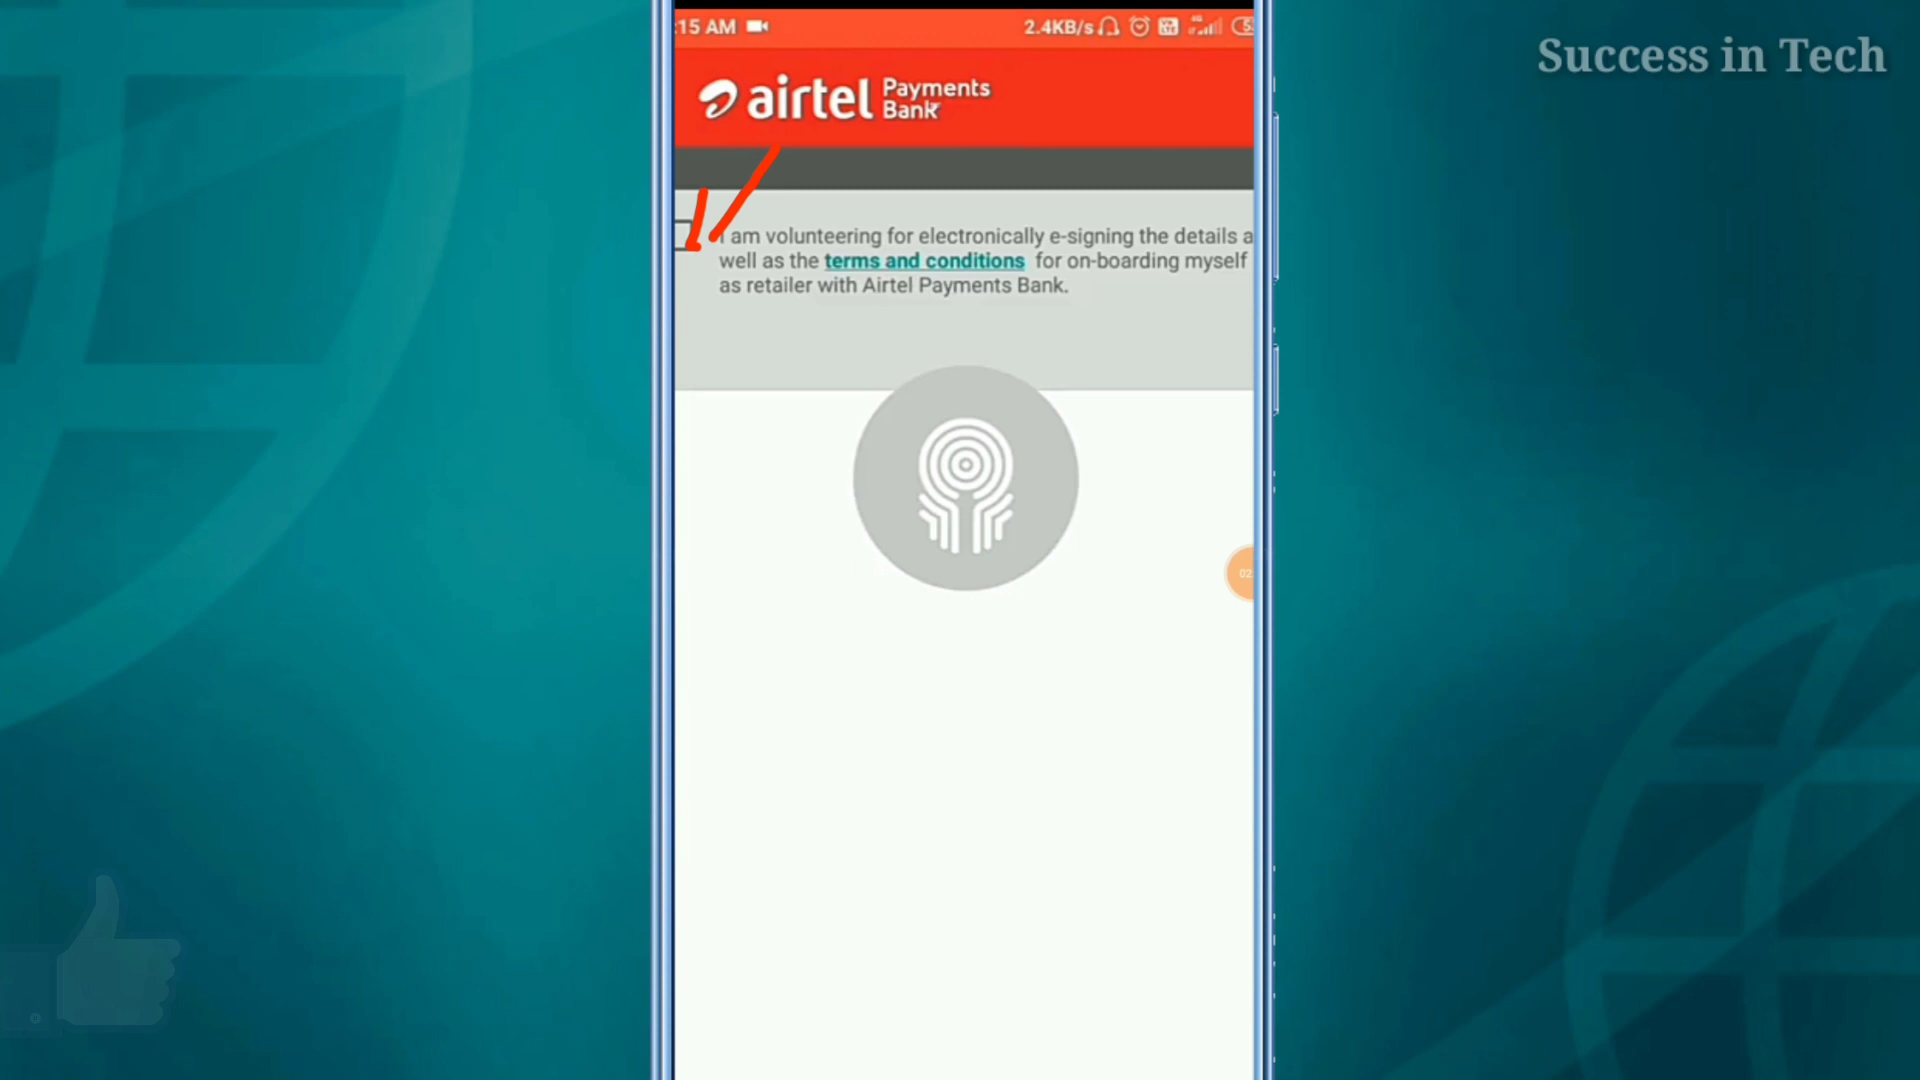 :15 AM
2.4KB/s
Success in Tech
airtel Payments Bank
I am volunteering for electronically e-signing the details a
well as the terms and conditions for on-boarding myself
as retailer with Airtel Payments Bank.
02